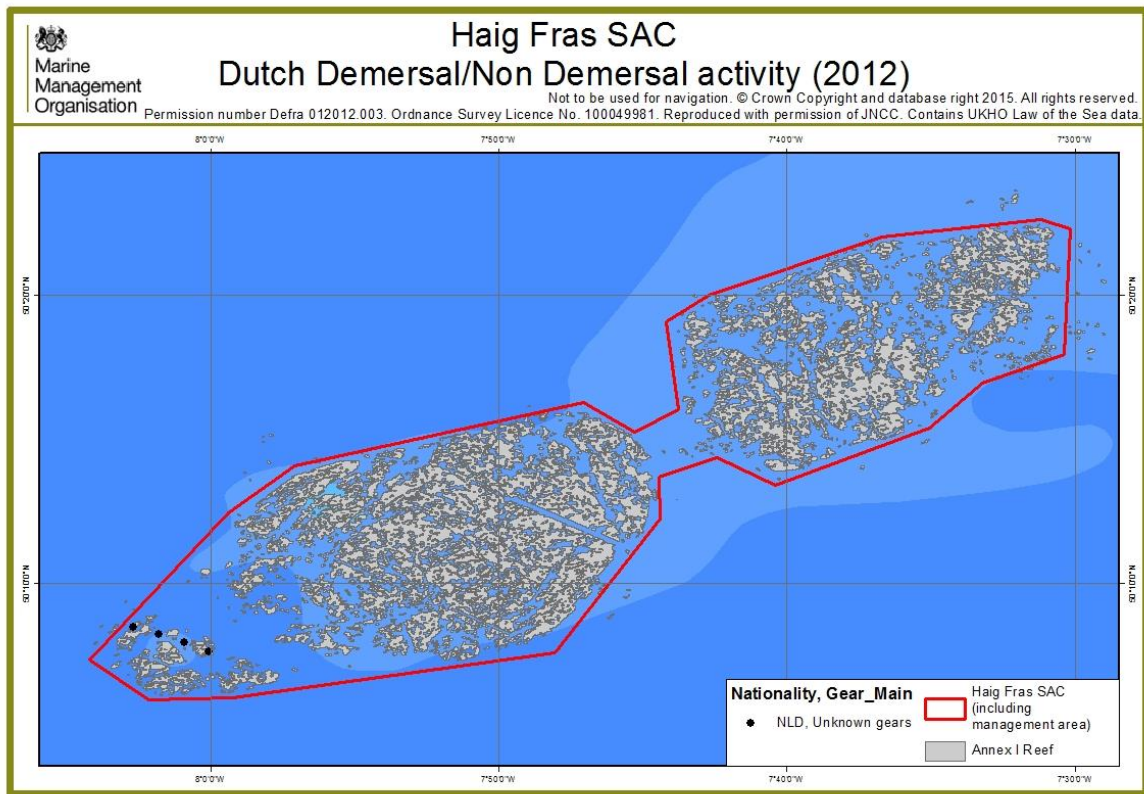 Marine
Management
Organisation
Haig Fras SAC
Dutch Demersal/Non Demersal activity (2012)
Not to be used for navigation. © Crown Copyright and database right 2015. All rights reserved.
Permission number Defra 012012.003. Ordnance Survey Licence No. 100049981. Reproduced with permission of JNCC. Contains UKHO Law of the Sea data.
8°0'0"W 7°50'0"W 7°40'0"W 7°30'0"W
50°20'0"N 50°20'0"N
50°10'0"N 50°10'0"N
Nationality, Gear_Main
NLD, Unknown gears
Haig Fras SAC
(including
management area)
Annex I Reef
8°0'0"W 7°50'0"W 7°40'0"W 7°30'0"W